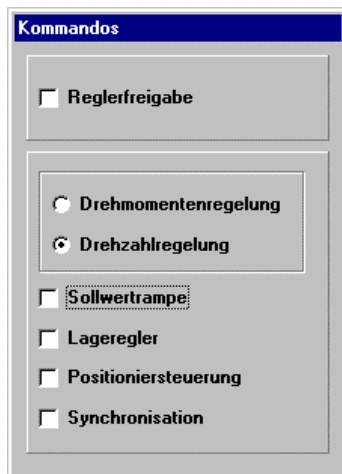 Kommandos
Reglerfreigabe
Drehmomentenregelung
Drehzahlregelung
Sollwertrampe
Lageregler
Positioniersteuerung
Synchronisation